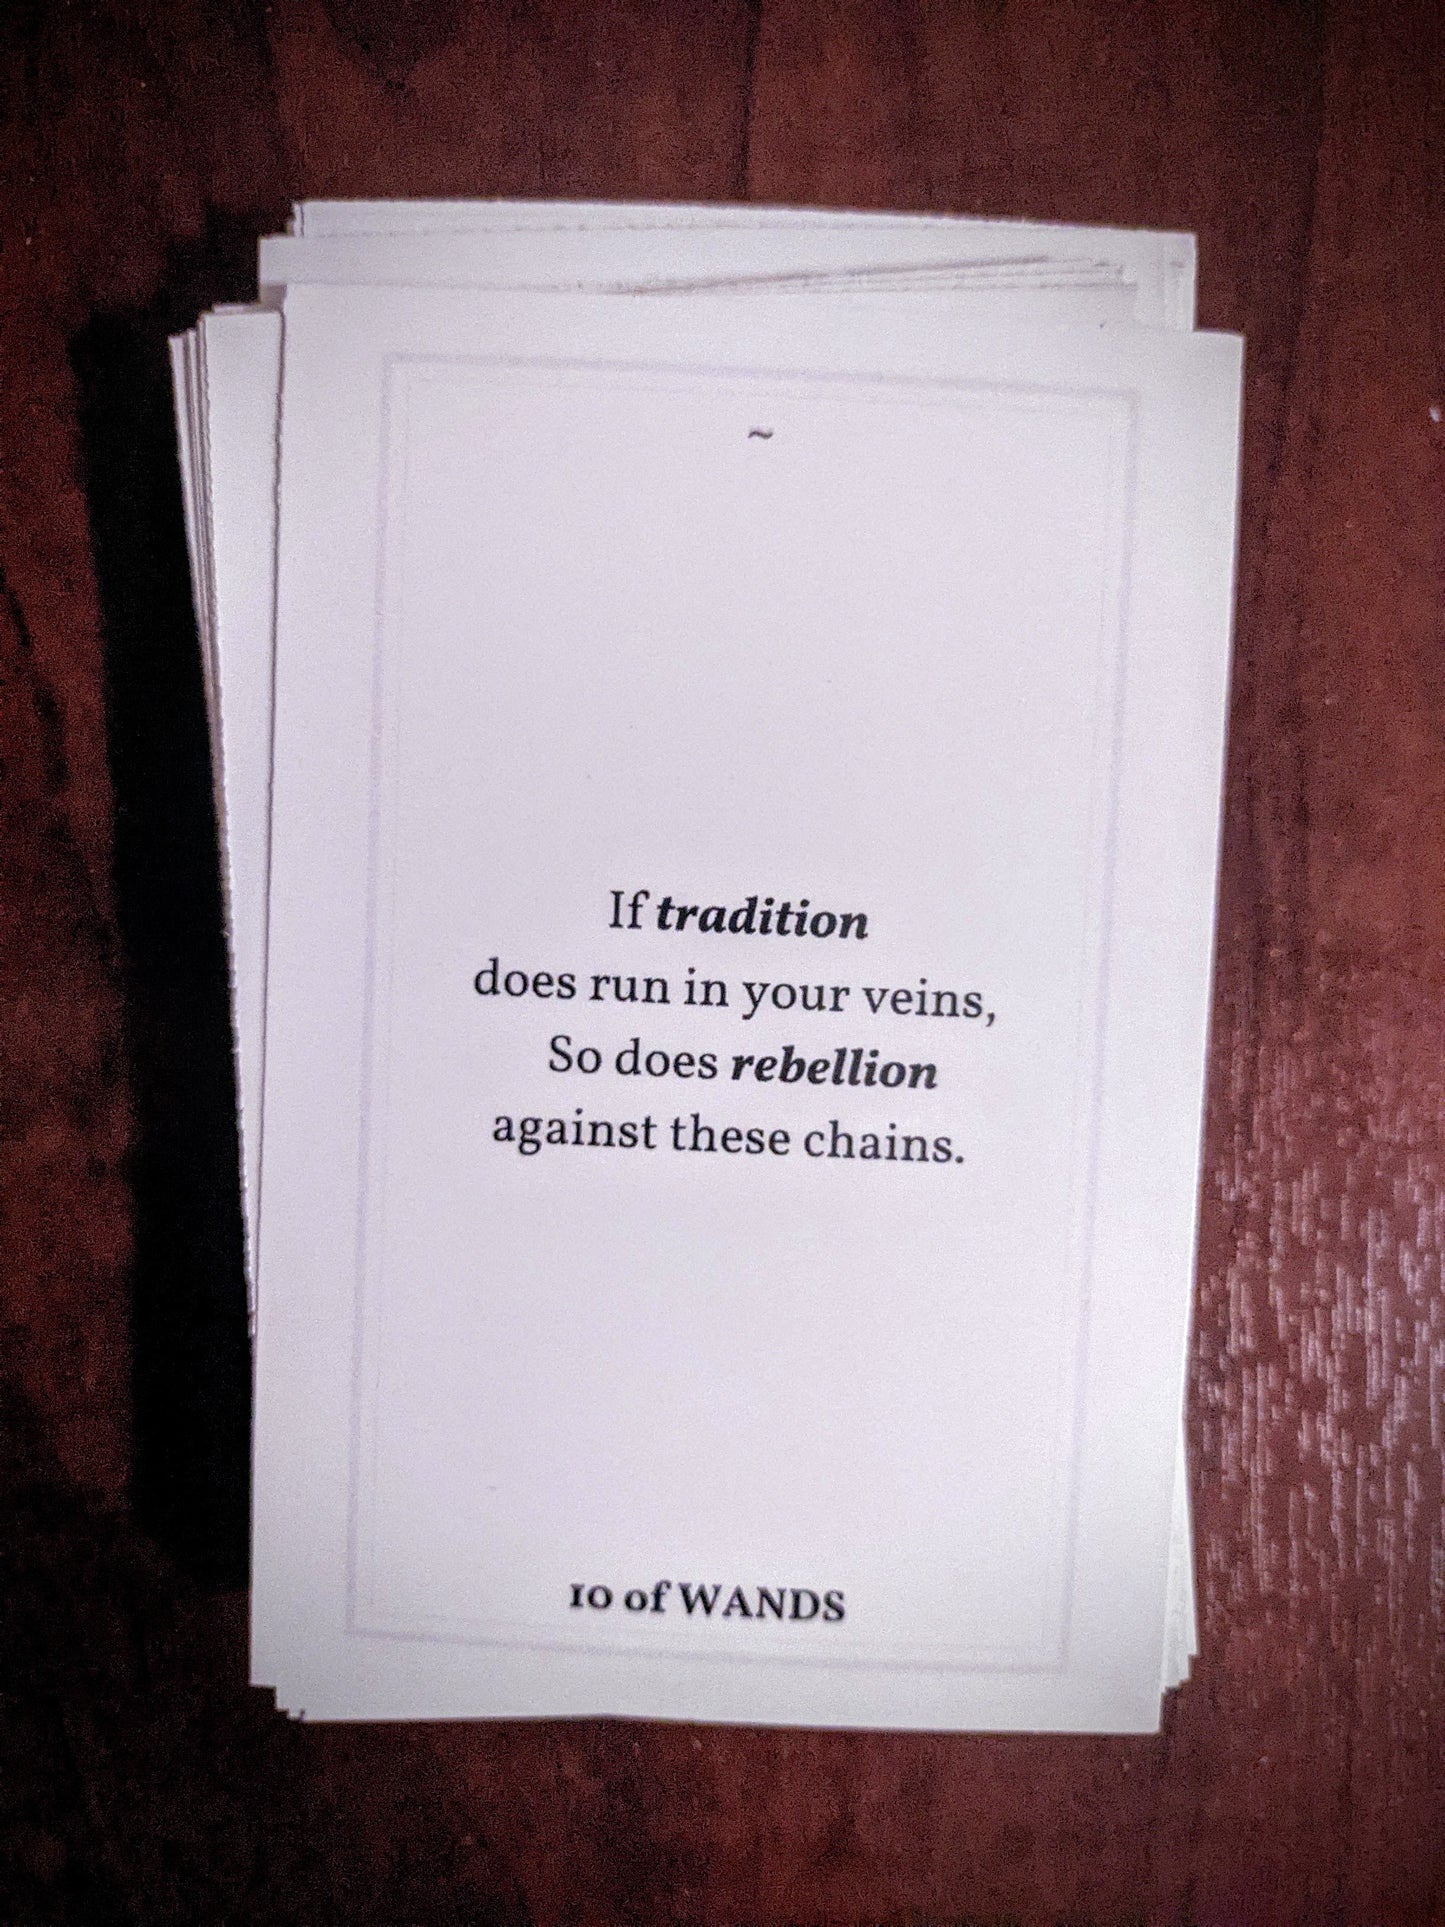 ~
If tradition
does run in your veins,
So does rebellion
against these chains.
10 of WANDS